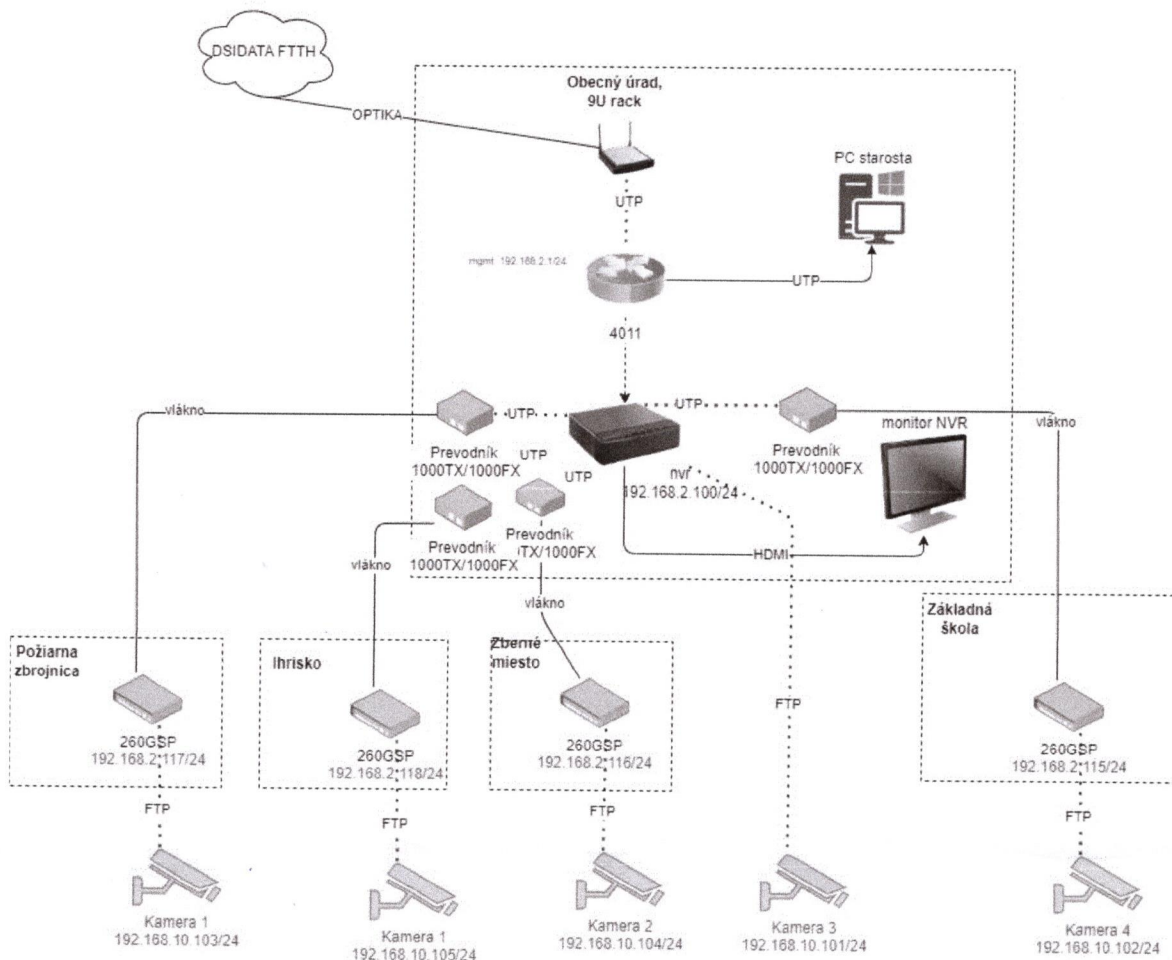 DSIDATA FTTH
OPTIKA
Obecný úrad,
9U rack
UTP
PC starosta
mgmt 192.168.2.1/24
UTP
4011
vlákno
UTP
UTP
vlákno
Prevodník
1000TX/1000FX
UTP
UTP
nvr
192.168.2.100/24
Prevodník
1000TX/1000FX
monitor NVR
Prevodník
1000TX/1000FX
Prevodník
TX/1000FX
HDMI
vlákno
vlákno
Požiarna
zbrojnica
Ihrisko
Zberné
miesto
Základná
škola
260GSP
192.168.2.117/24
260GSP
192.168.2.118/24
260GSP
192.168.2.116/24
260GSP
192.168.2.115/24
FTP
FTP
FTP
FTP
FTP
Kamera 1
192.168.10.103/24
Kamera 1
192.168.10.105/24
Kamera 2
192.168.10.104/24
Kamera 3
192.168.10.101/24
Kamera 4
192.168.10.102/24